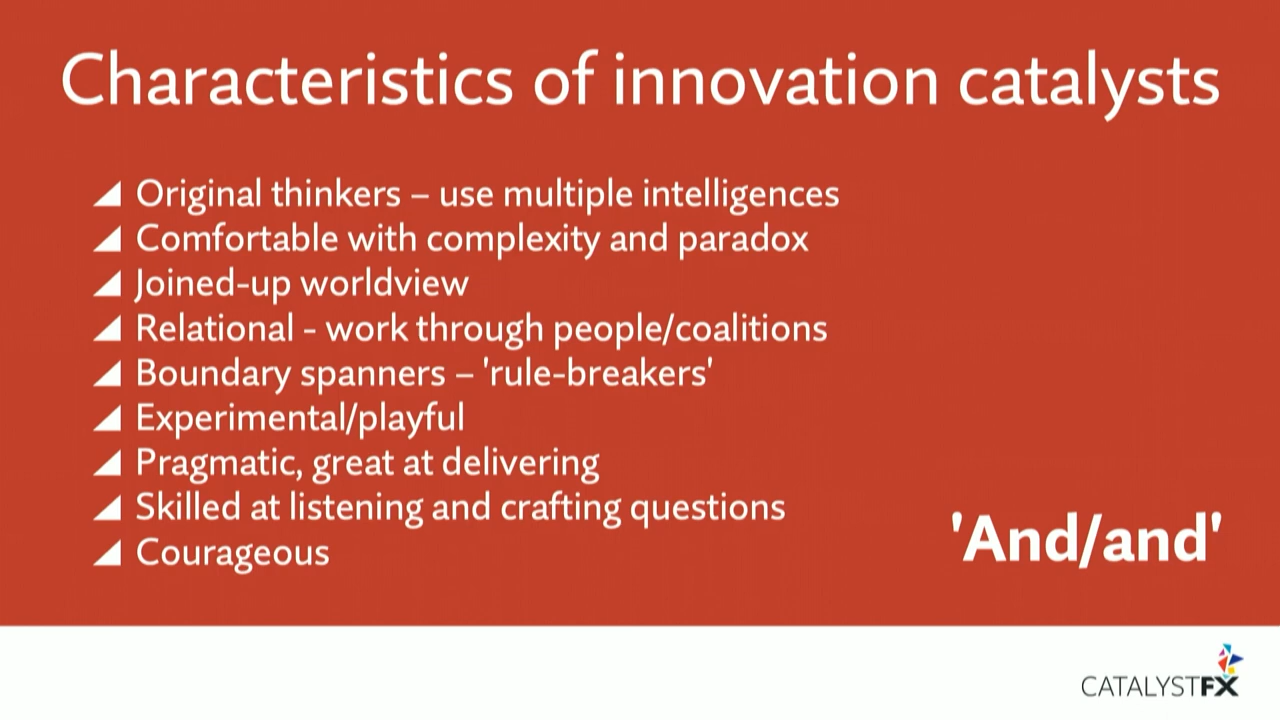 Characteristics of innovation catalysts
Original thinkers – use multiple intelligences
Comfortable with complexity and paradox
Joined-up worldview
Relational - work through people/coalitions
Boundary spanners – 'rule-breakers'
Experimental/playful
Pragmatic, great at delivering
Skilled at listening and crafting questions
Courageous
'And/and'
CATALYSTFX